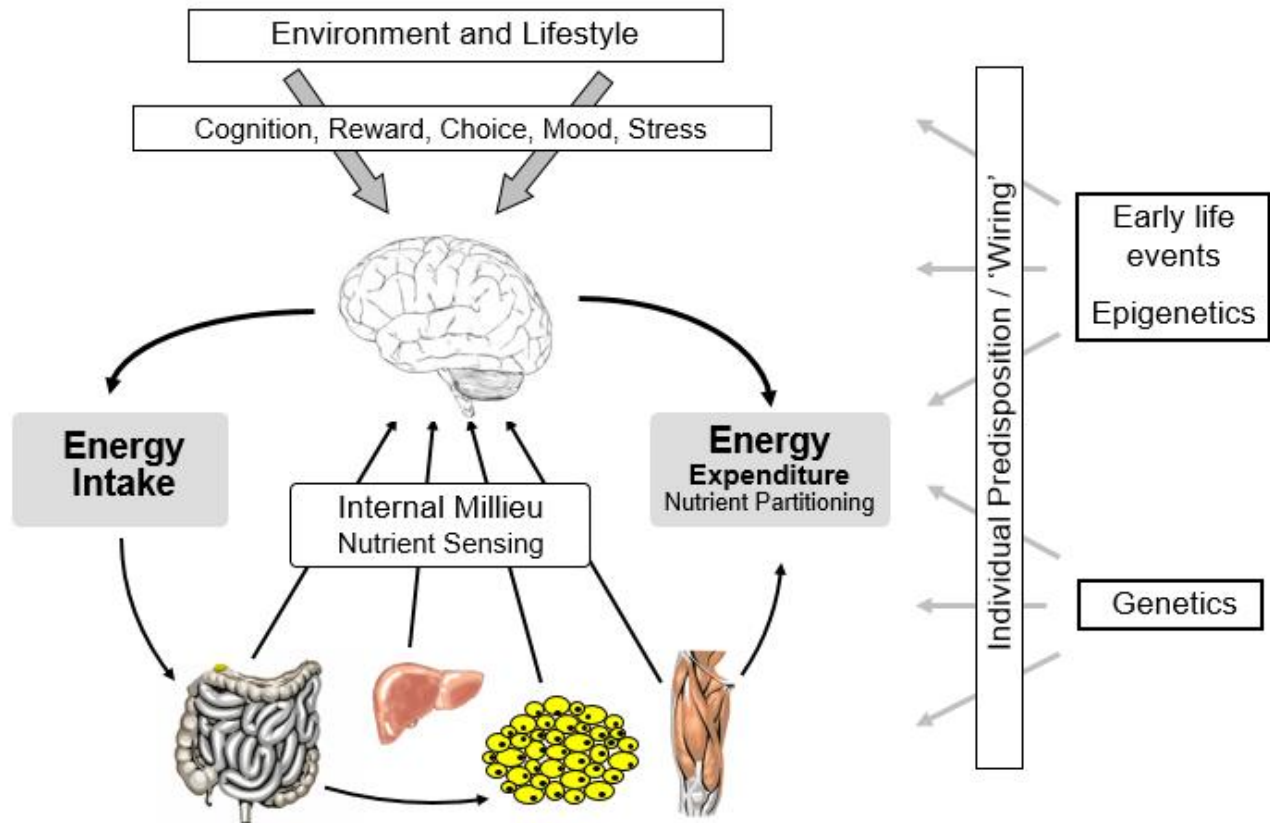 Environment and Lifestyle
Cognition, Reward, Choice, Mood, Stress
Energy
Intake
Internal Millieu
Nutrient Sensing
Energy
Expenditure
Nutrient Partitioning
Individual Predisposition / ‘Wiring’
Early life
events
Epigenetics
Genetics